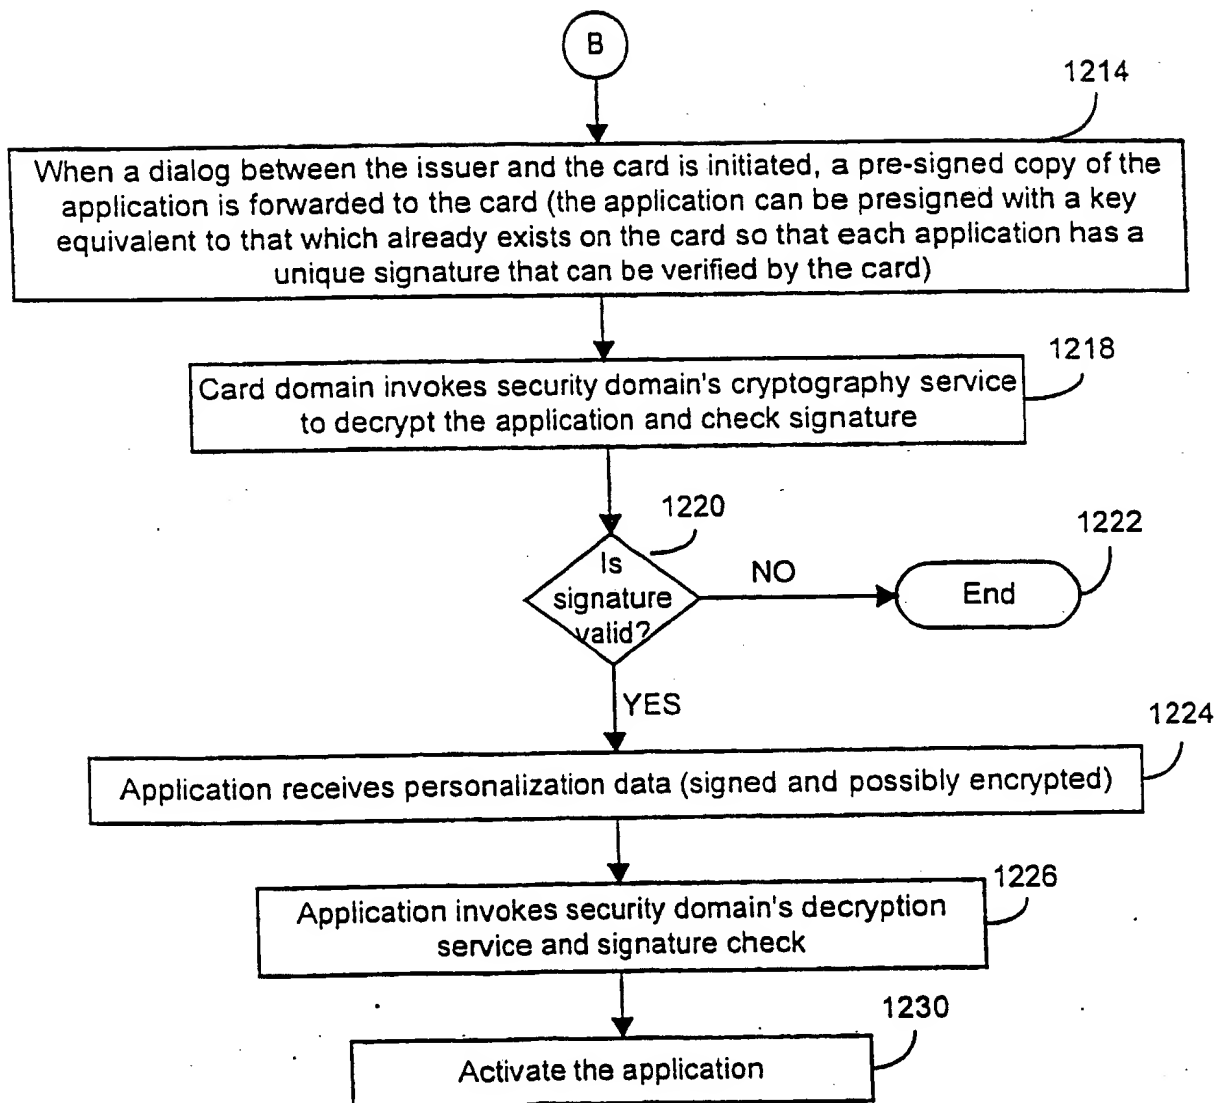 B
1214
When a dialog between the issuer and the card is initiated, a pre-signed copy of the
application is forwarded to the card (the application can be presigned with a key
equivalent to that which already exists on the card so that each application has a
unique signature that can be verified by the card)
1218
Card domain invokes security domain's cryptography service
to decrypt the application and check signature
1220
Is
signature
valid?
NO
1222
End
YES
1224
Application receives personalization data (signed and possibly encrypted)
1226
Application invokes security domain's decryption
service and signature check
1230
Activate the application